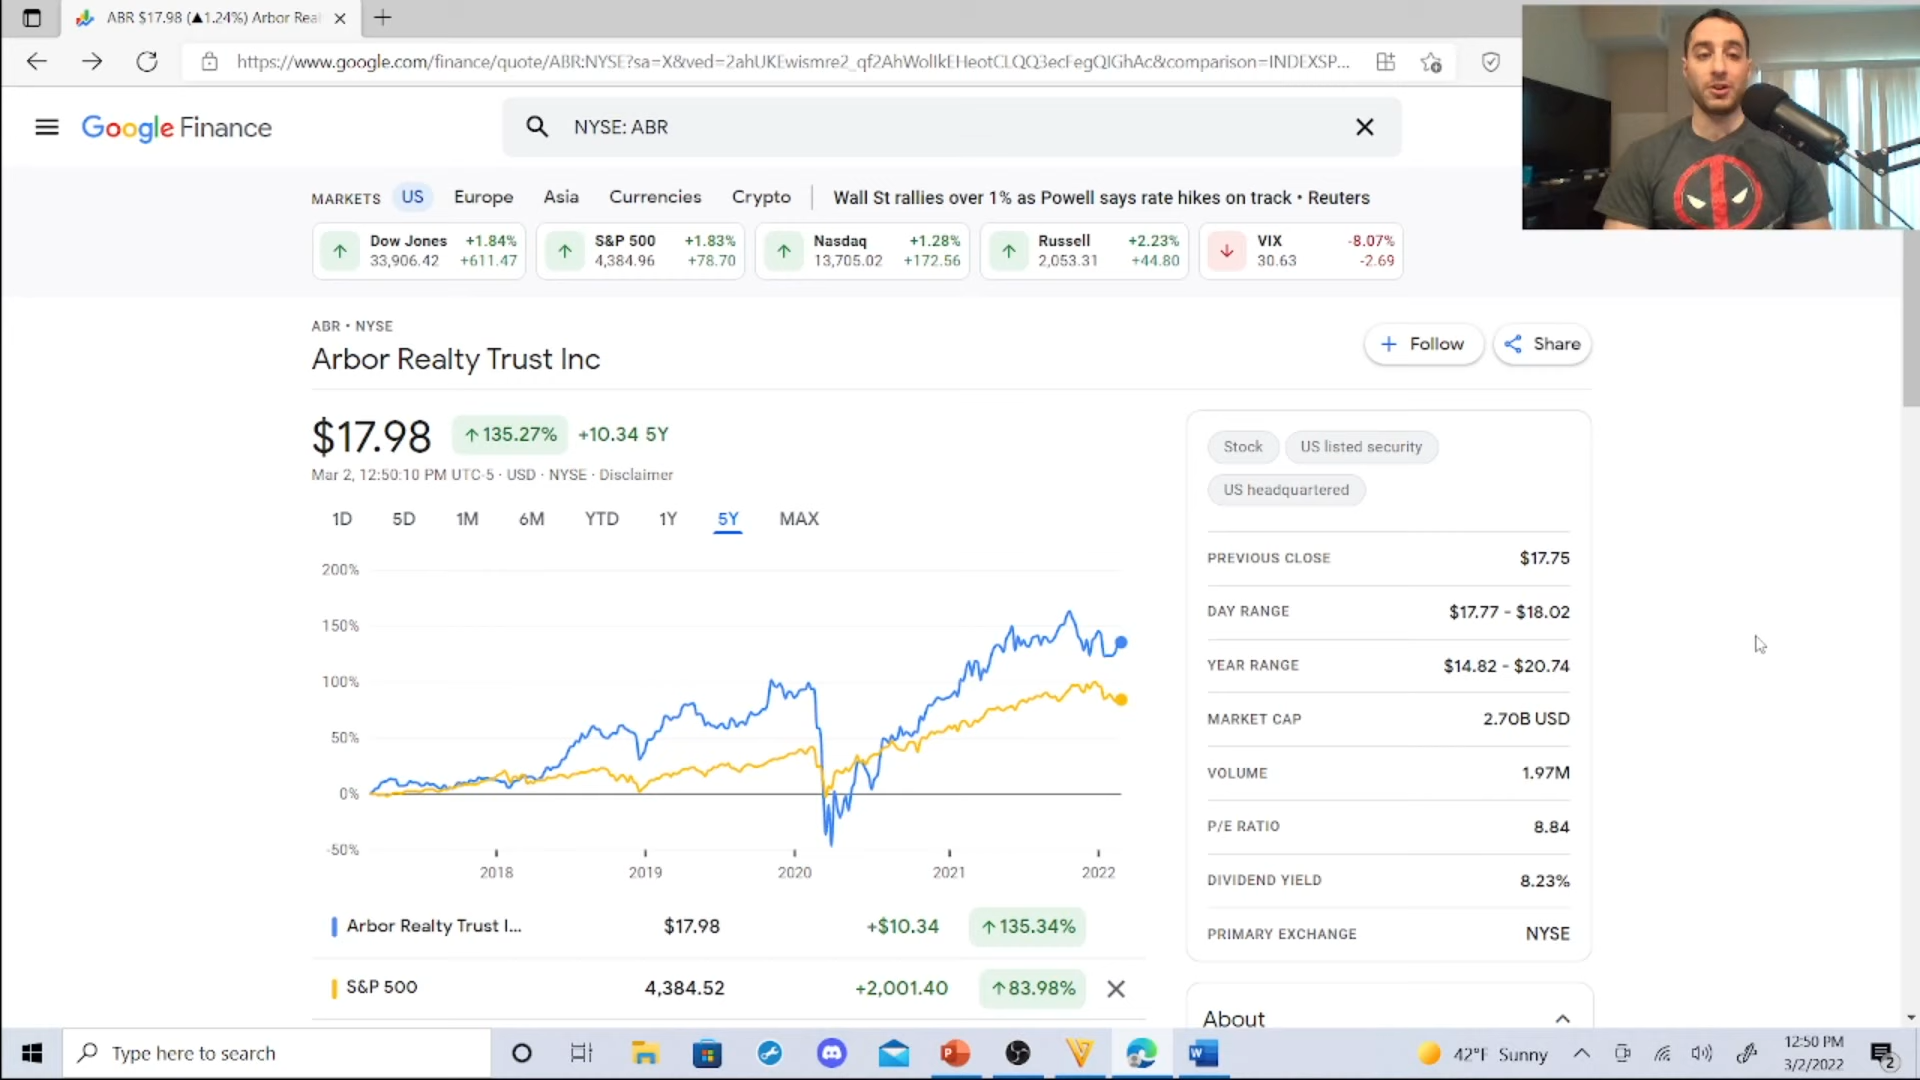 ABR $17.98 (▲1.24%) Arbor Rea
https://www.google.com/finance/quote/ABR:NYSE?sa=X&ved=2ahUKEwismre2_qf2AhWolIkEHeotCLQQ3ecFegQIGhAc&comparison=INDEXSP...
Google Finance
NYSE: ABR
MARKETS US Europe Asia Currencies Crypto Wall St rallies over 1% as Powell says rate hikes on track • Reuters
Dow Jones +1.84% S&P 500 +1.83% Nasdaq +1.28% Russell +2.23% VIX -8.07%
33,906.42 +611.47 4,384.96 +78.70 13,705.02 +172.56 2,053.31 +44.80 30.63 -2.69
ABR • NYSE
Arbor Realty Trust Inc
+ Follow Share
$17.98 ↑135.27% +10.34 5Y
Mar 2, 12:50:10 PM UTC-5 · USD · NYSE · Disclaimer
1D 5D 1M 6M YTD 1Y 5Y MAX
200%
150%
100%
50%
0%
-50%
2018 2019 2020 2021 2022
Arbor Realty Trust I... $17.98 +$10.34 ↑135.34%
S&P 500 4,384.52 +2,001.40 ↑83.98%
Stock US listed security
US headquartered
PREVIOUS CLOSE $17.75
DAY RANGE $17.77 - $18.02
YEAR RANGE $14.82 - $20.74
MARKET CAP 2.70B USD
VOLUME 1.97M
P/E RATIO 8.84
DIVIDEND YIELD 8.23%
PRIMARY EXCHANGE NYSE
About
Type here to search
42°F Sunny
12:50 PM
3/2/2022
2